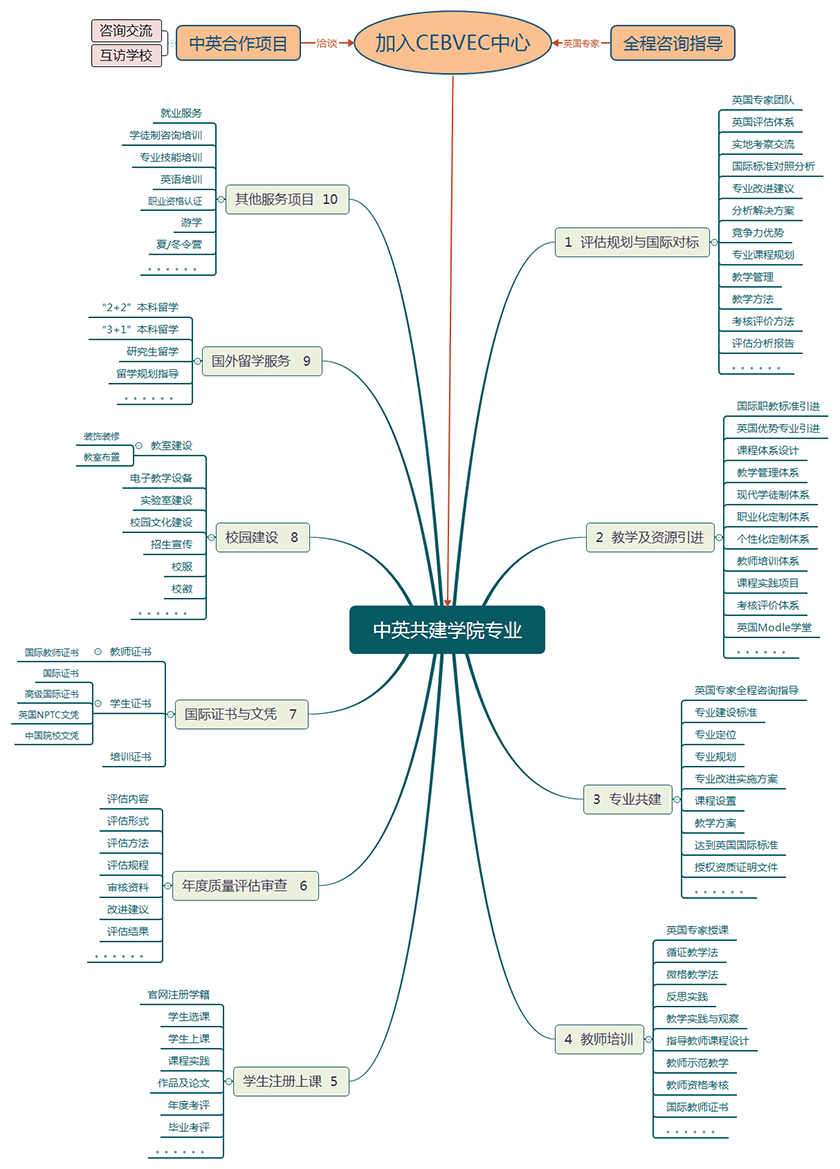 咨询交流
互访学校
中英合作项目
洽谈
加入CEBVEC中心
英国专家
全程咨询指导
中英共建学院专业
1 评估规划与国际对标
英国专家团队
英国评估体系
实地考察交流
国际标准对照分析
专业改进建议
分析解决方案
竞争力优势
专业课程规划
教学管理
教学方法
考核评价方法
评估分析报告
......
2 教学及资源引进
国际职教标准引进
英国优势专业引进
课程体系设计
教学管理体系
现代学徒制体系
职业化定制体系
个性化定制体系
教师培训体系
课程实践项目
考核评价体系
英国Modle学堂
......
3 专业共建
英国专家全程咨询指导
专业建设标准
专业定位
专业规划
专业改进实施方案
课程设置
教学方案
达到英国国际标准
授权资质证明文件
......
4 教师培训
英国专家授课
循证教学法
微格教学法
反思实践
教学实践与观察
指导教师课程设计
教师示范教学
教师资格考核
国际教师证书
......
学生注册上课 5
官网注册学籍
学生选课
学生上课
课程实践
作品及论文
年度考评
毕业考评
......
年度质量评估审查 6
评估内容
评估形式
评估方法
评估规程
审核资料
改进建议
评估结果
......
国际证书与文凭 7
教师证书
国际教师证书
学生证书
国际证书
高级国际证书
英国NPTC文凭
中国院校文凭
培训证书
校园建设 8
教室建设
装饰装修
教室布置
电子教学设备
实验室建设
校园文化建设
招生宣传
校服
校徽
......
国外留学服务 9
“2+2”本科留学
“3+1”本科留学
研究生留学
留学规划指导
......
其他服务项目 10
就业服务
学徒制咨询培训
专业技能培训
英语培训
职业资格认证
游学
夏/冬令营
......